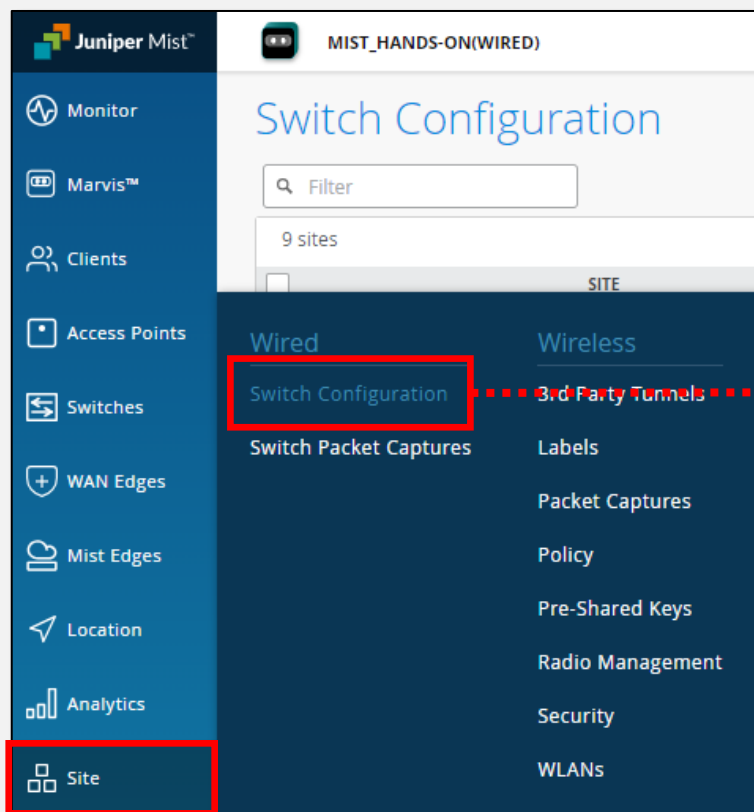 Juniper Mist™
MIST_HANDS-ON(WIRED)
Monitor
Marvis™
Clients
Access Points
Switches
WAN Edges
Mist Edges
Location
Analytics
Site
Switch Configuration
Filter
9 sites
SITE
Wired
Switch Configuration
Switch Packet Captures
Wireless
3rd Party Tunnels
Labels
Packet Captures
Policy
Pre-Shared Keys
Radio Management
Security
WLANs